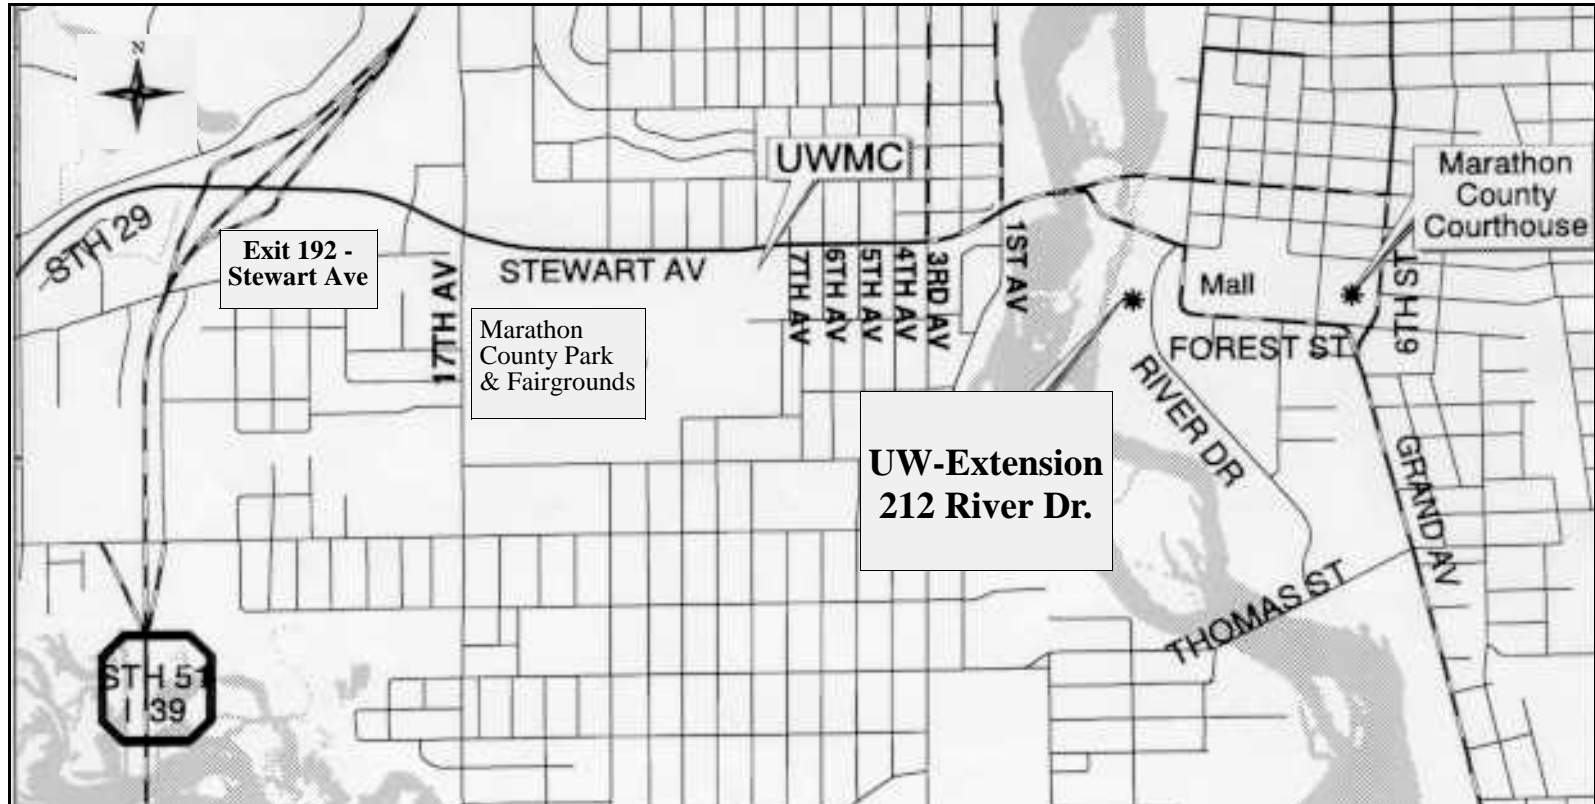 N
UWMC
Marathon
County
Courthouse
STH 29
Exit 192 -
Stewart Ave
17TH AV
STEWART AV
7TH AV
6TH AV
5TH AV
4TH AV
3RD AV
1ST AV
Mall
6TH ST
FOREST ST
Marathon
County Park
& Fairgrounds
RIVER DR
UW-Extension
212 River Dr.
GRAND AV
THOMAS ST
STH 51
I 39